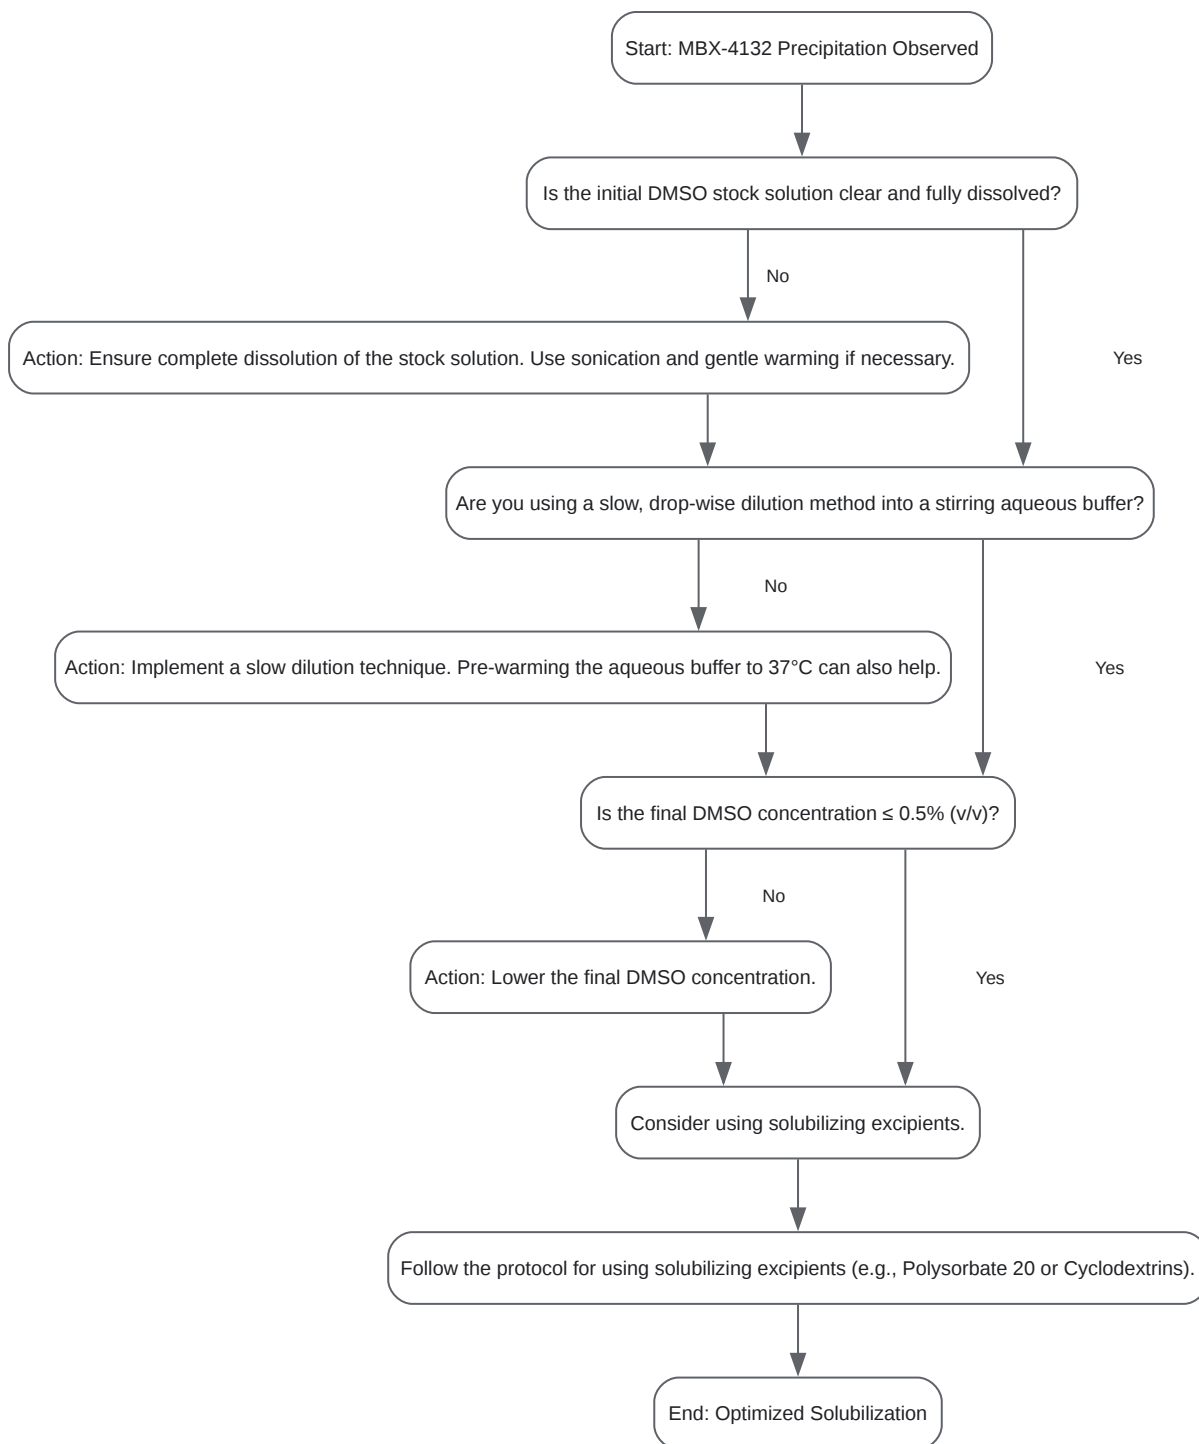 Start: MBX-4132 Precipitation Observed
Is the initial DMSO stock solution clear and fully dissolved?
No
Action: Ensure complete dissolution of the stock solution. Use sonication and gentle warming if necessary.
Yes
Are you using a slow, drop-wise dilution method into a stirring aqueous buffer?
No
Action: Implement a slow dilution technique. Pre-warming the aqueous buffer to 37°C can also help.
Yes
Is the final DMSO concentration ≤ 0.5% (v/v)?
No
Action: Lower the final DMSO concentration.
Yes
Consider using solubilizing excipients.
Follow the protocol for using solubilizing excipients (e.g., Polysorbate 20 or Cyclodextrins).
End: Optimized Solubilization